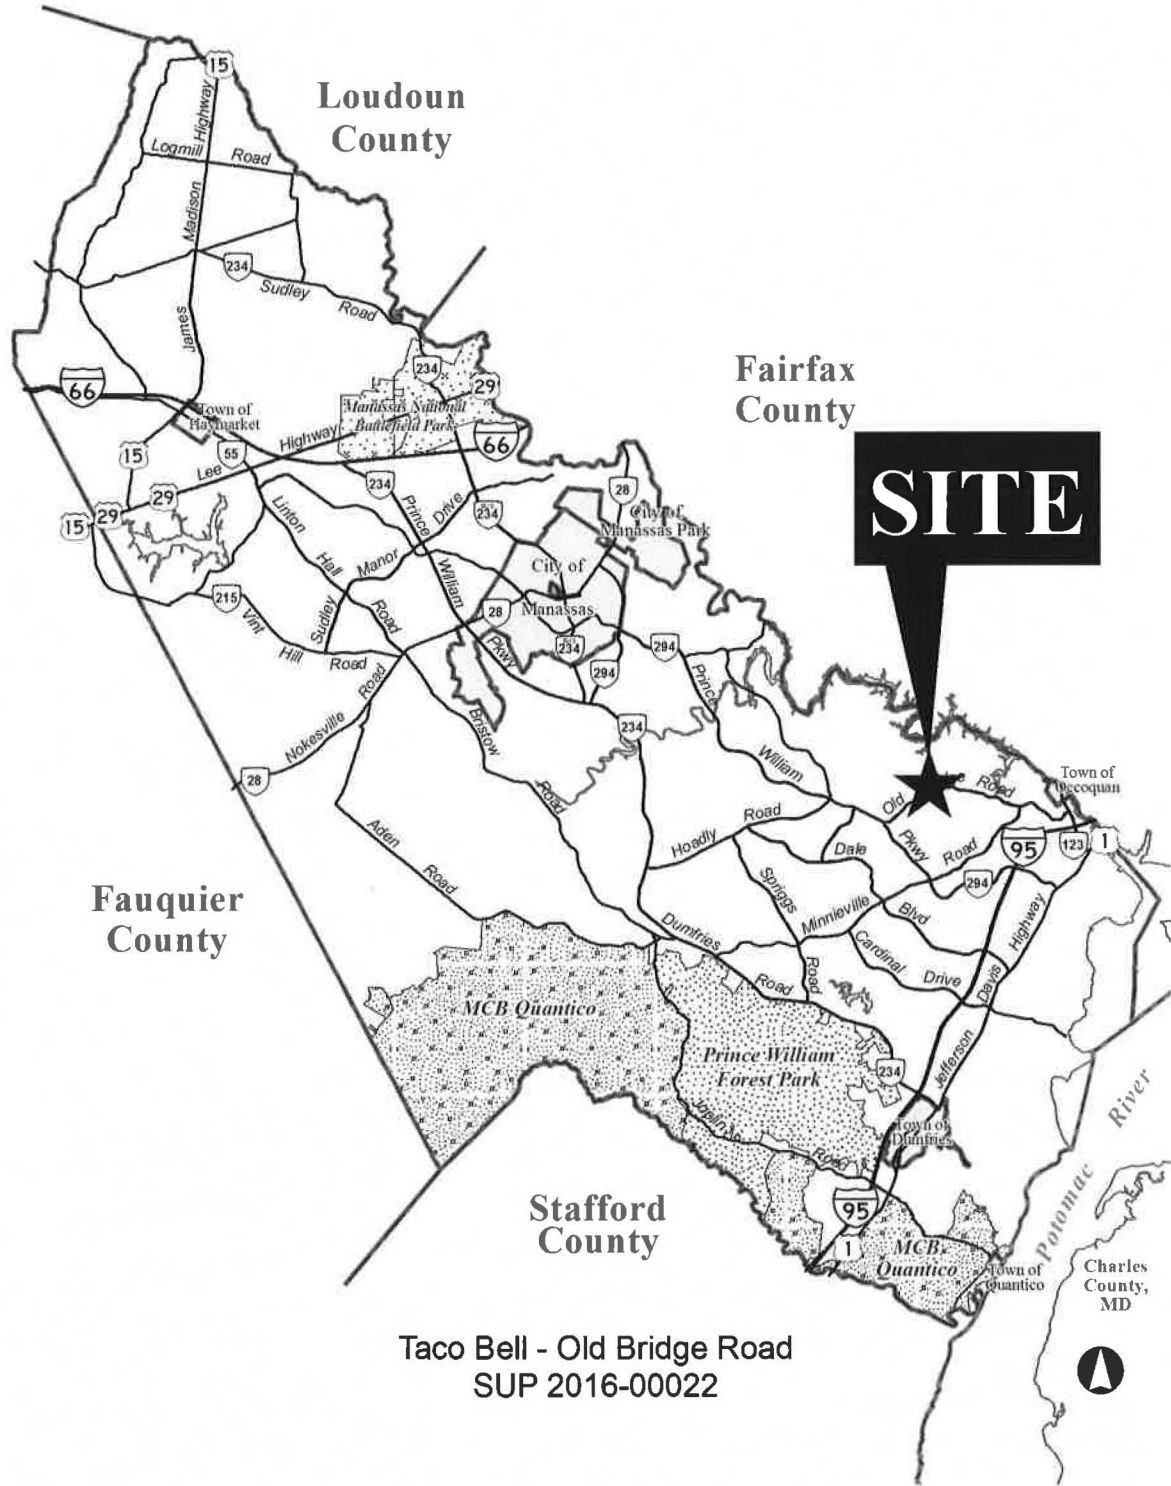 15
Loudoun
County
Highway
Logmill Road
Madison
234
Sudley Road
James
66
234
29
Fairfax
County
Manassas National
Battlefield Park
Town of
Haymarket
Highway
66
15
55
Lee
SITE
29
234
28
15
29
Linton
Prince
Drive
234
City of
Manassas Park
Hall
Manor
William
City of
215
Sudley
Road
28
Manassas
Vint
Hill
Road
Pkwy
234
294
294
Prince
Road
Nokesville
Bristow
234
28
William
Town of
Occoquan
Road
Old
Road
Aden
Road
Hoadly
Road
Dale
Pkwy
Road
95
123
1
Spriggs
294
Fauquier
County
Minnieville
Blvd
Highway
Dumfries
Cardinal
Drive
Road
Road
Davis
MCB Quantico
Prince William
Forest Park
234
Jefferson
River
Joplin
Road
Town of
Dumfries
Stafford
County
95
1
Potomac
MCB
Quantico
Town of
Quantico
Charles
County,
MD
Taco Bell - Old Bridge Road
SUP 2016-00022